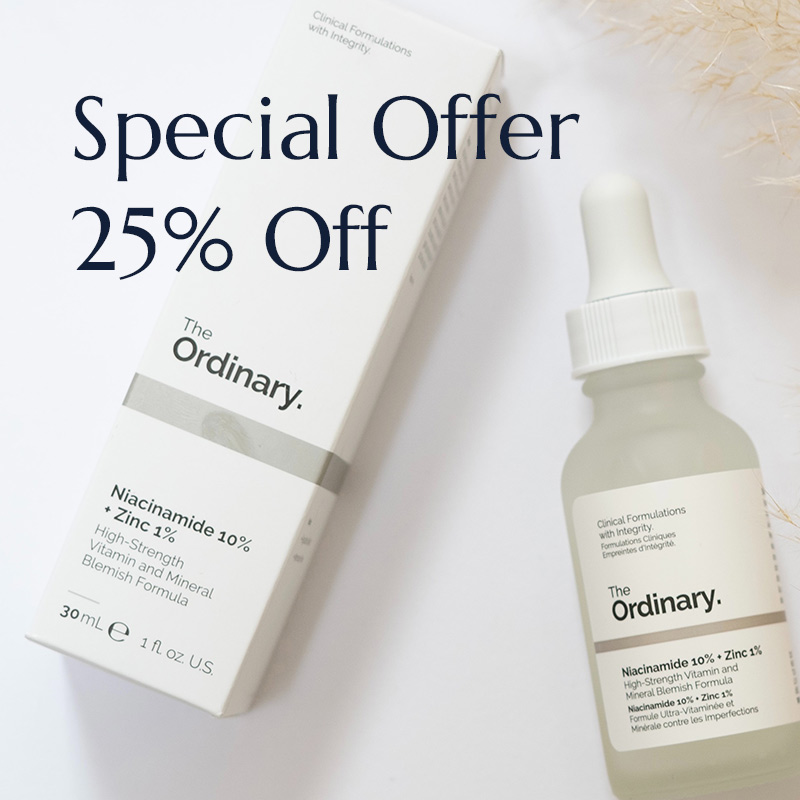 Clinical Formulations
with Integrity.
Special Offer
25% Off
The
Ordinary.
Niacinamide 10%
+ Zinc 1%
High-Strength
Vitamin and Mineral
Blemish Formula
30 mL ℮ 1 fl. oz. U.S.
Clinical Formulations
with Integrity.
Formulations Cliniques
Empreintes d'Intégrité.
The
Ordinary.
Niacinamide 10% + Zinc 1%
High-Strength Vitamin and
Mineral Blemish Formula
Niacinamide 10% + Zinc 1%
Formule Ultra-Vitaminée et
Minérale contre les Imperfections